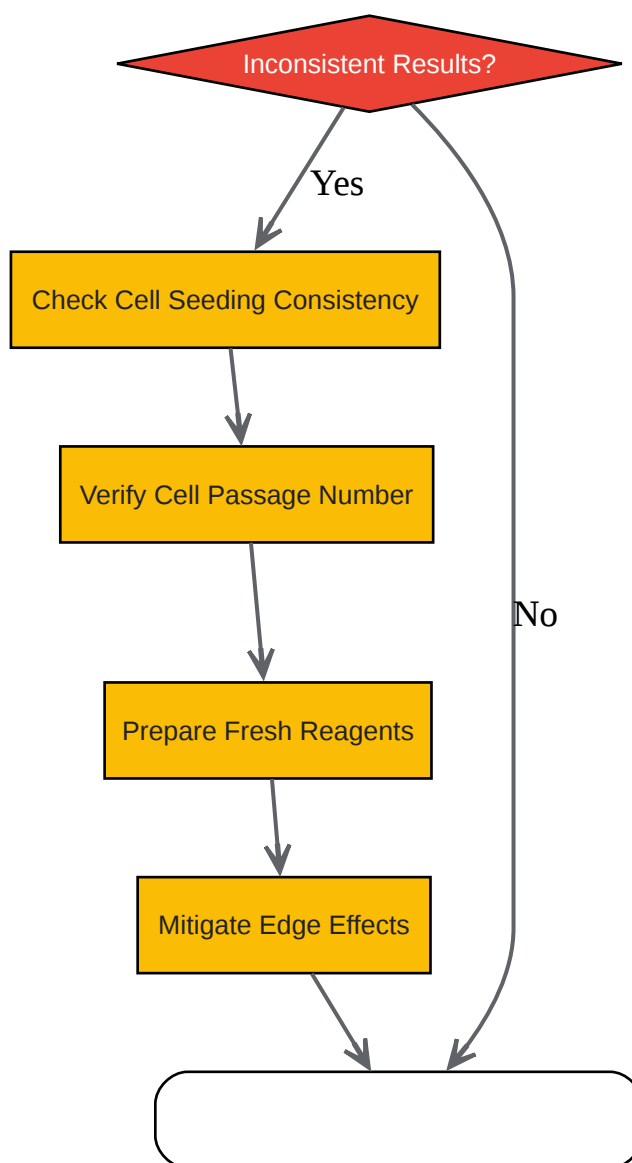 Inconsistent Results?
Yes
Check Cell Seeding Consistency
Verify Cell Passage Number
No
Prepare Fresh Reagents
Mitigate Edge Effects